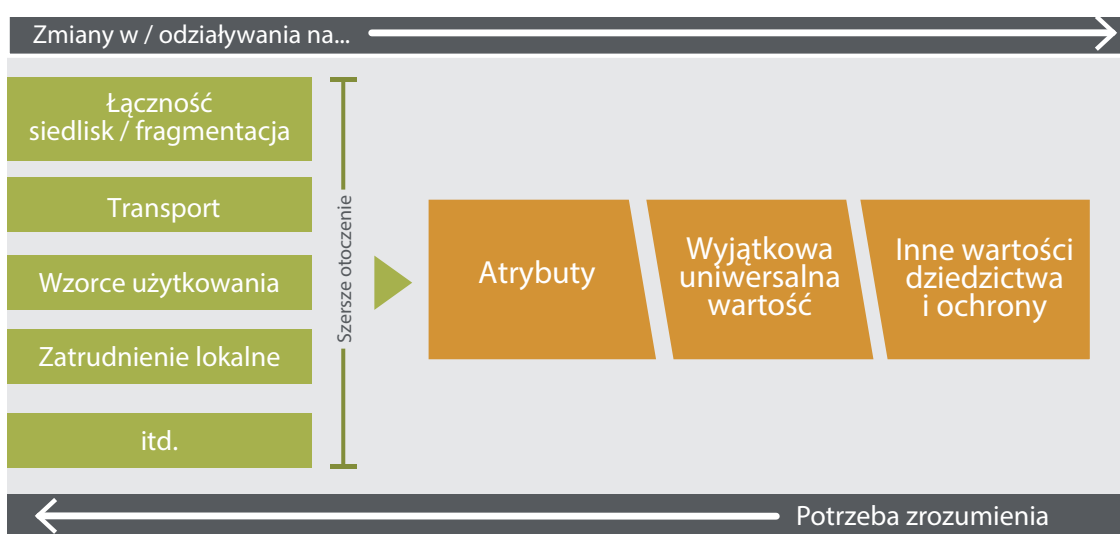 Zmiany w / odziaływania na...
Łączność
siedlisk / fragmentacja
Transport
Wzorce użytkowania
Zatrudnienie lokalne
itd.
Szersze otoczenie
Atrybuty
Wyjątkowa
uniwersalna
wartość
Inne wartości
dziedzictwa
i ochrony
Potrzeba zrozumienia